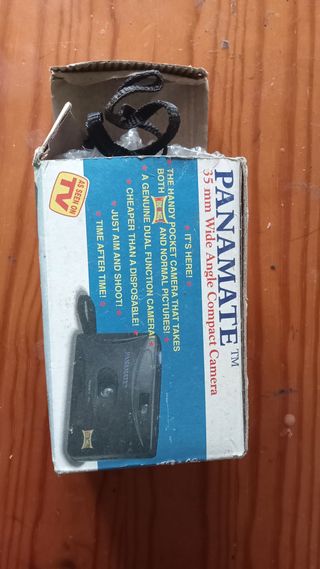 PANAMATE™
35 mm Wide Angle Compact Camera
AS SEEN ON
TV
* IT'S HERE!
* THE HANDY POCKET CAMERA THAT TAKES
BOTH AND NORMAL PICTURES!
* A GENUINE DUAL FUNCTION CAMERA!
* CHEAPER THAN A DISPOSABLE!
* JUST AIM AND SHOOT!
* TIME AFTER TIME!
PANAMATE